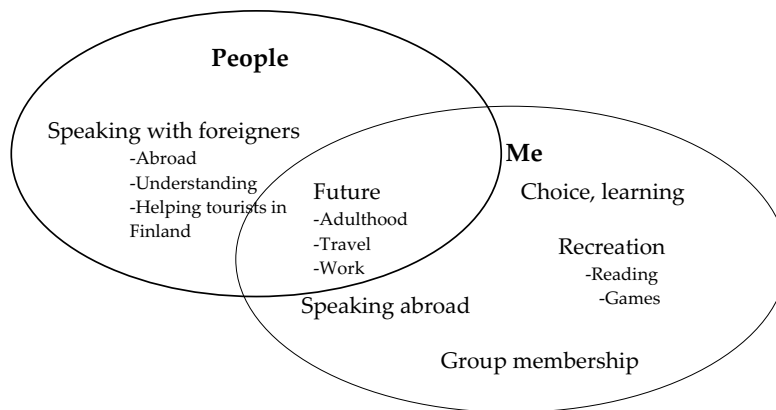 People
Speaking with foreigners
-Abroad
-Understanding
-Helping tourists in
Finland
Future
-Adulthood
-Travel
-Work
Me
Choice, learning
Recreation
-Reading
-Games
Speaking abroad
Group membership